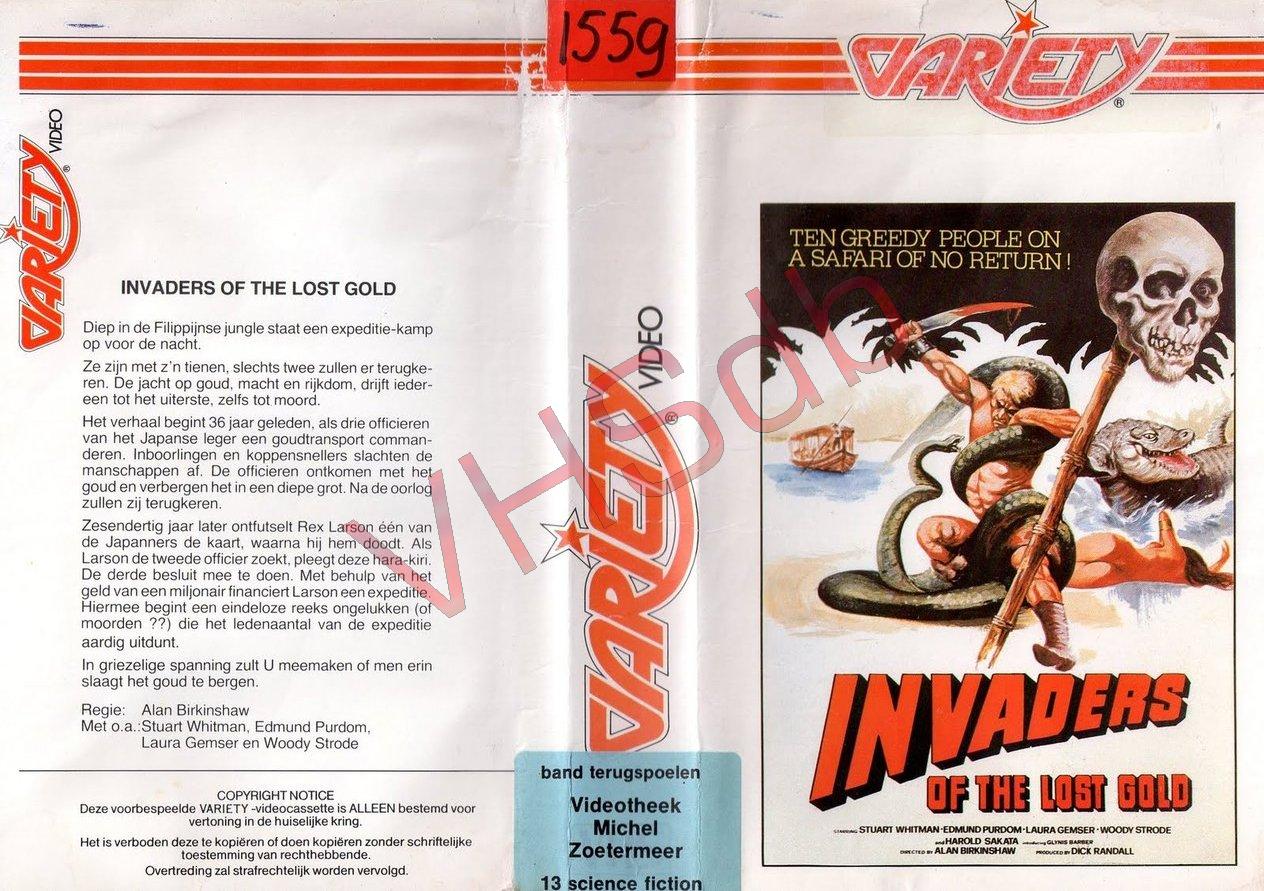 VARIETY ®
VIDEO
INVADERS OF THE LOST GOLD
Diep in de Filippijnse jungle staat een expeditie-kamp
op voor de nacht.
Ze zijn met z'n tienen, slechts twee zullen er terugke-
ren. De jacht op goud, macht en rijkdom, drijft ieder-
een tot het uiterste, zelfs tot moord.
Het verhaal begint 36 jaar geleden, als drie officieren
van het Japanse leger een goudtransport comman-
deren. Inboorlingen en koppensnellers slachten de
manschappen af. De officieren ontkomen met het
goud en verbergen het in een diepe grot. Na de oorlog
zullen zij terugkeren.
Zesendertig jaar later ontfutselt Rex Larson één van
de Japanners de kaart, waarna hij hem doodt. Als
Larson de tweede officier zoekt, pleegt deze hara-kiri.
De derde besluit mee te doen. Met behulp van het
geld van een miljonair financiert Larson een expeditie.
Hiermee begint een eindeloze reeks ongelukken (of
moorden ??) die het ledenaantal van de expeditie
aardig uitdunt.
In griezelige spanning zult U meemaken of men erin
slaagt het goud te bergen.
Regie: Alan Birkinshaw
Met o.a.:Stuart Whitman, Edmund Purdom,
Laura Gemser en Woody Strode
COPYRIGHT NOTICE
Deze voorbespeelde VARIETY -videocassette is ALLEEN bestemd voor
vertoning in de huiselijke kring.
Het is verboden deze te kopiëren of doen kopiëren zonder schriftelijke
toestemming van rechthebbende.
Overtreding zal strafrechtelijk worden vervolgd.
1559
VARIETY ®
VIDEO
band terugspoelen
Videotheek
Michel
Zoetermeer
13 science fiction
VARIETY ®
TEN GREEDY PEOPLE ON
A SAFARI OF NO RETURN !
INVADERS
OF THE LOST GOLD
STARRING STUART WHITMAN · EDMUND PURDOM · LAURA GEMSER · WOODY STRODE
and HAROLD SAKATA introducing GLYNIS BARBER
DIRECTED BY ALAN BIRKINSHAW PRODUCED BY DICK RANDALL
VHSdb